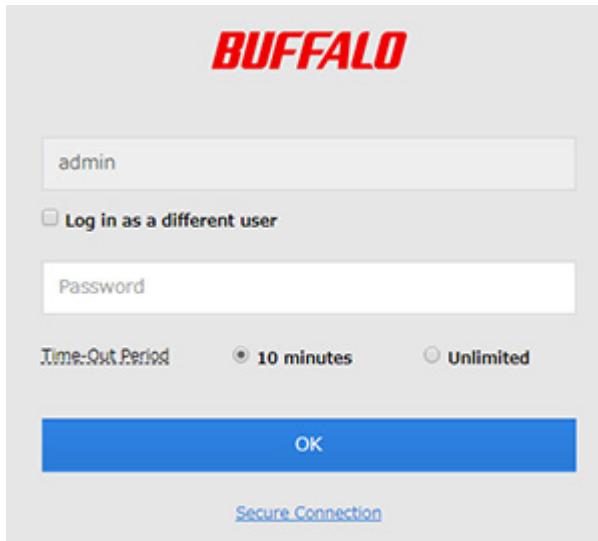 BUFFALO
admin
Log in as a different user
Password
Time-Out Period 10 minutes Unlimited
OK
Secure Connection